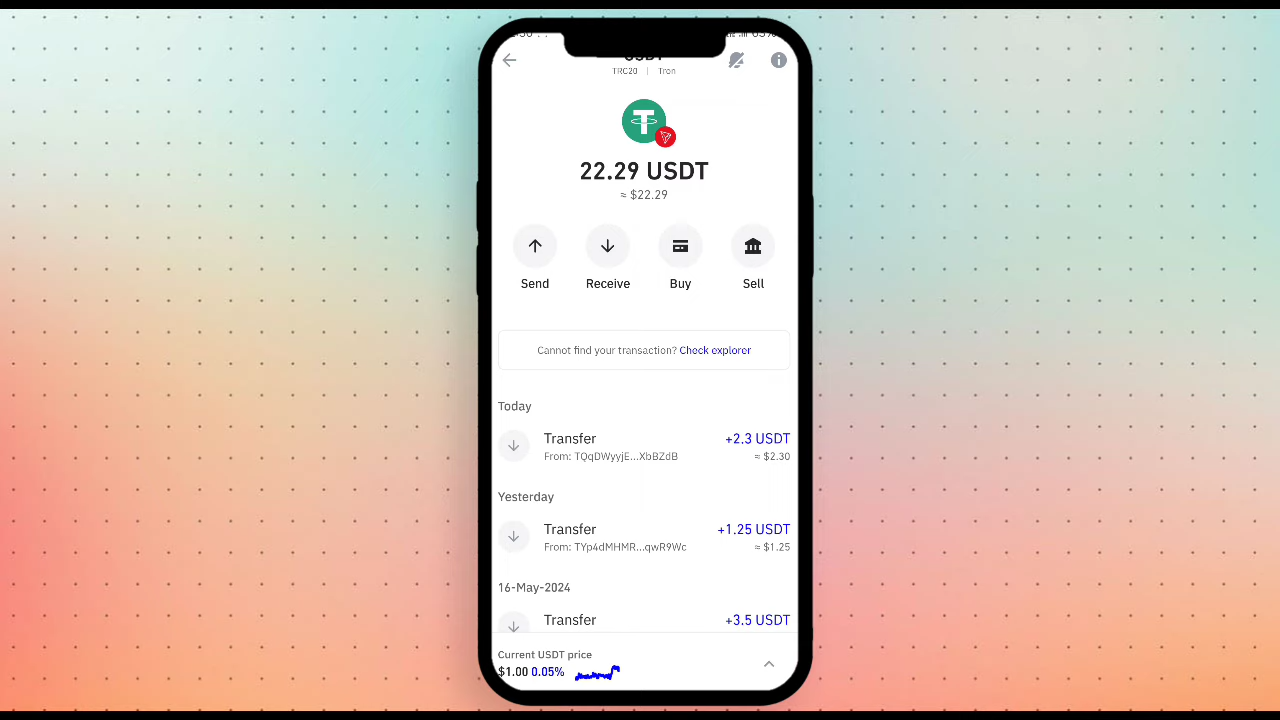 USDT
TRC20 | Tron
22.29 USDT
≈ $22.29
Send Receive Buy Sell
Cannot find your transaction? Check explorer
Today
Transfer +2.3 USDT
From: TQqDWyyjE...XbBZdB ≈ $2.30
Yesterday
Transfer +1.25 USDT
From: TYp4dMHMR...qwR9Wc ≈ $1.25
16-May-2024
Transfer +3.5 USDT
Current USDT price
$1.00 0.05%